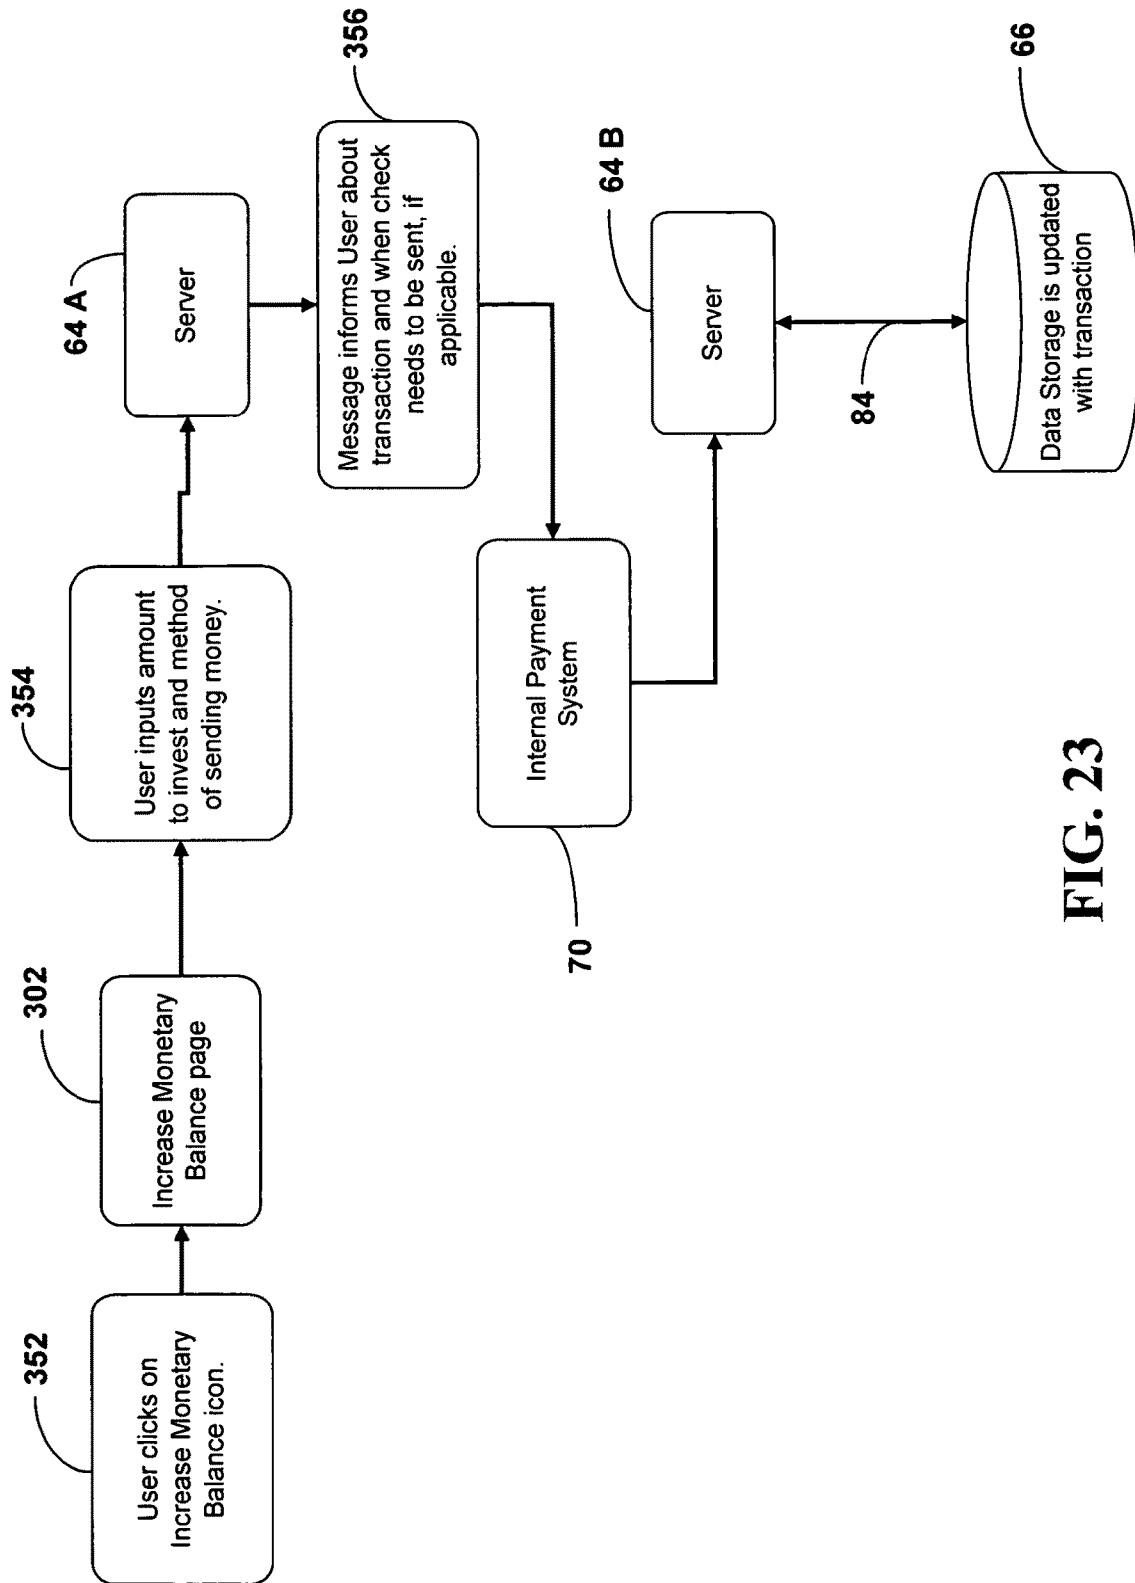 352
User clicks on
Increase Monetary
Balance icon.
302
Increase Monetary
Balance page
354
User inputs amount
to invest and method
of sending money.
64 A
Server
356
Message informs User about
transaction and when check
needs to be sent, if
applicable.
70
Internal Payment
System
64 B
Server
84
66
Data Storage is updated
with transaction
FIG. 23